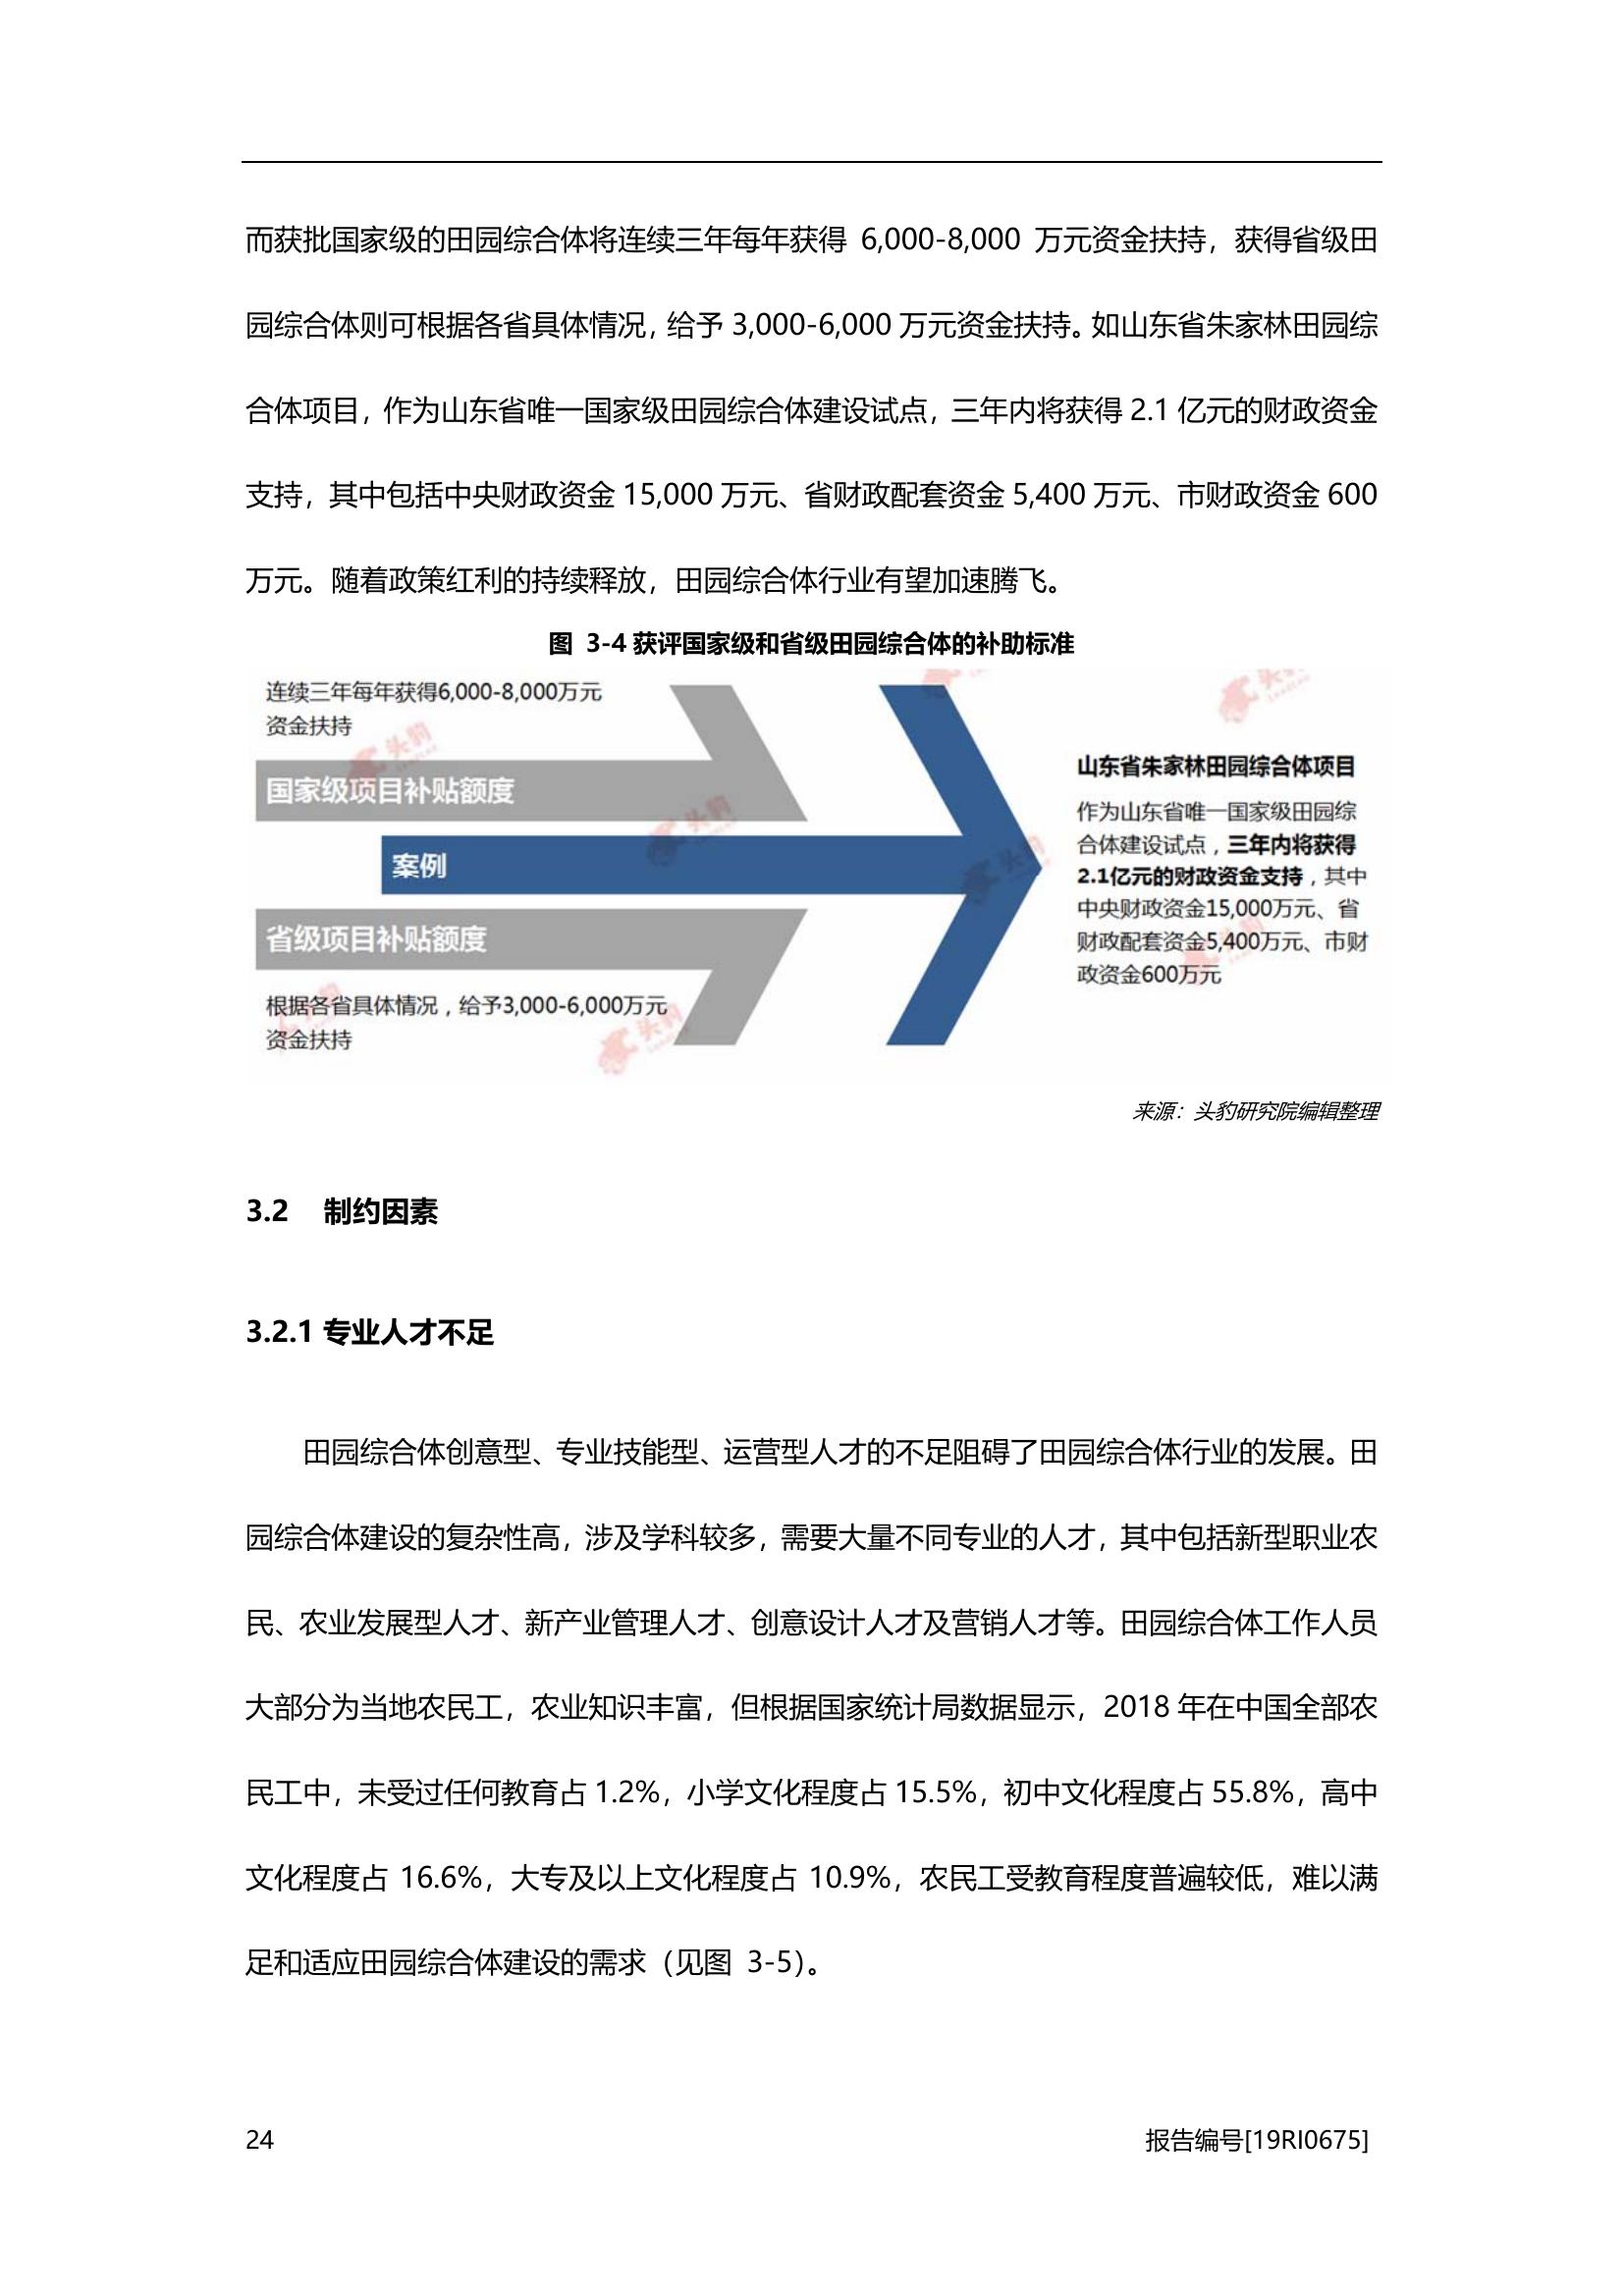 而获批国家级的田园综合体将连续三年每年获得 6,000-8,000 万元资金扶持，获得省级田
园综合体则可根据各省具体情况，给予 3,000-6,000 万元资金扶持。如山东省朱家林田园综
合体项目，作为山东省唯一国家级田园综合体建设试点，三年内将获得 2.1 亿元的财政资金
支持，其中包括中央财政资金 15,000 万元、省财政配套资金 5,400 万元、市财政资金 600
万元。随着政策红利的持续释放，田园综合体行业有望加速腾飞。
图 3-4 获评国家级和省级田园综合体的补助标准
连续三年每年获得6,000-8,000万元
资金扶持
国家级项目补贴额度
案例
省级项目补贴额度
根据各省具体情况，给予3,000-6,000万元
资金扶持
山东省朱家林田园综合体项目
作为山东省唯一国家级田园综
合体建设试点，三年内将获得
2.1亿元的财政资金支持，其中
中央财政资金15,000万元、省
财政配套资金5,400万元、市财
政资金600万元
头豹
头豹
头豹
头豹
来源：头豹研究院编辑整理
3.2 制约因素
3.2.1 专业人才不足
田园综合体创意型、专业技能型、运营型人才的不足阻碍了田园综合体行业的发展。田
园综合体建设的复杂性高，涉及学科较多，需要大量不同专业的人才，其中包括新型职业农
民、农业发展型人才、新产业管理人才、创意设计人才及营销人才等。田园综合体工作人员
大部分为当地农民工，农业知识丰富，但根据国家统计局数据显示，2018 年在中国全部农
民工中，未受过任何教育占 1.2%，小学文化程度占 15.5%，初中文化程度占 55.8%，高中
文化程度占 16.6%，大专及以上文化程度占 10.9%，农民工受教育程度普遍较低，难以满
足和适应田园综合体建设的需求（见图 3-5）。
24
报告编号[19RI0675]